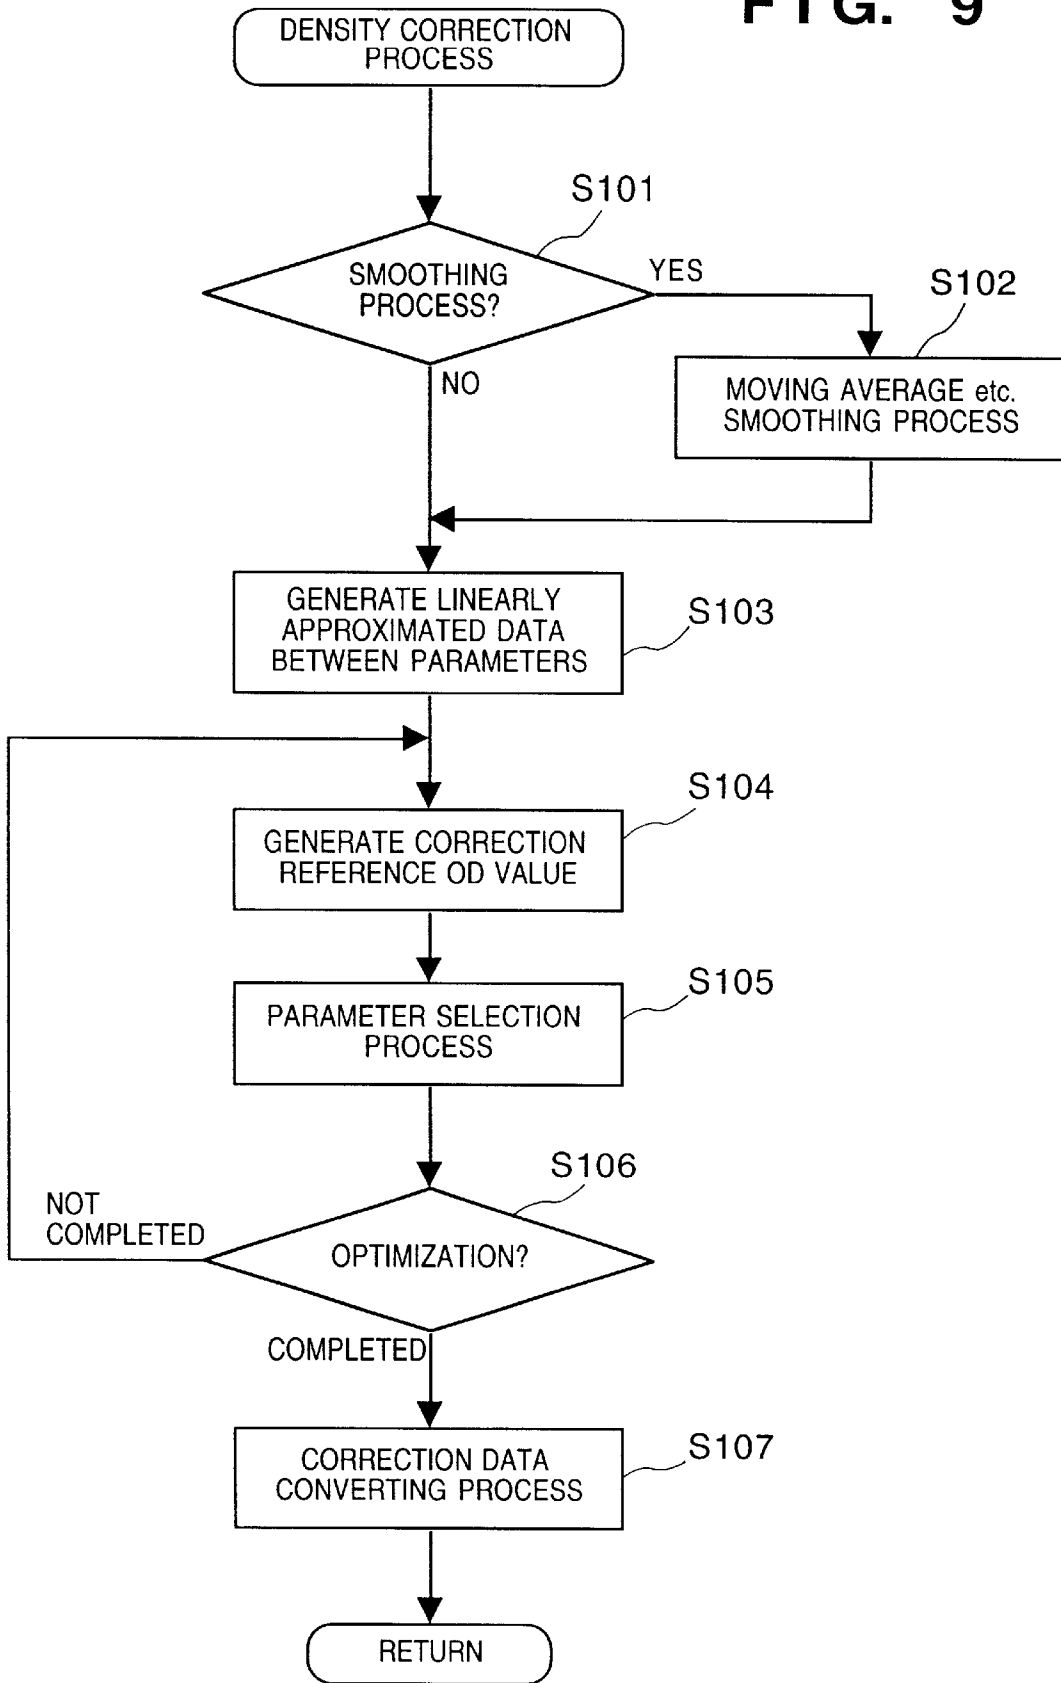 FIG. 9
DENSITY CORRECTION
PROCESS
S101
SMOOTHING
PROCESS?
YES
S102
NO
MOVING AVERAGE etc.
SMOOTHING PROCESS
GENERATE LINEARLY
APPROXIMATED DATA
BETWEEN PARAMETERS
S103
S104
GENERATE CORRECTION
REFERENCE OD VALUE
S105
PARAMETER SELECTION
PROCESS
S106
NOT
COMPLETED
OPTIMIZATION?
COMPLETED
S107
CORRECTION DATA
CONVERTING PROCESS
RETURN